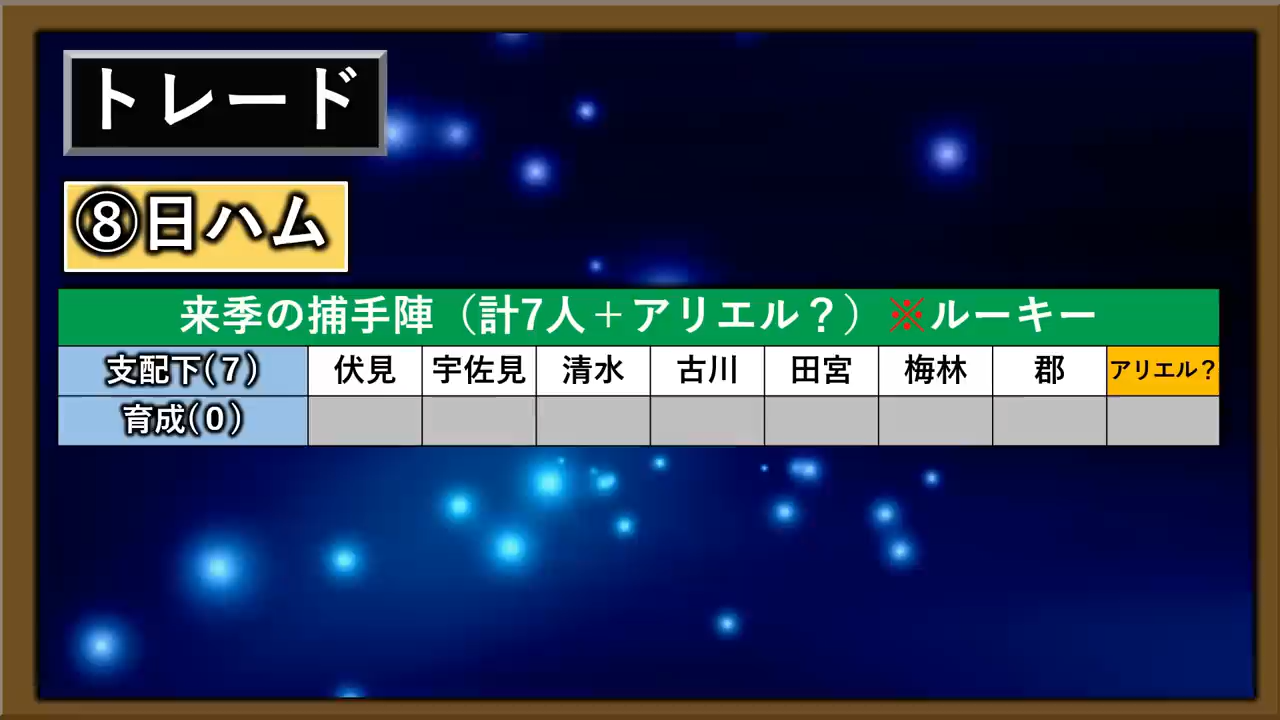 トレード
⑧日ハム
来季の捕手陣（計7人＋アリエル？）※ルーキー
支配下(７) 伏見 宇佐見 清水 古川 田宮 梅林 郡 アリエル？
育成(０)